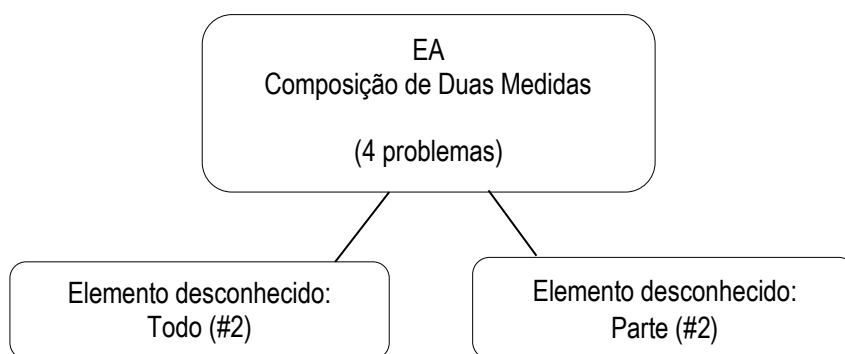 EA
Composição de Duas Medidas
(4 problemas)
Elemento desconhecido:
Todo (#2)
Elemento desconhecido:
Parte (#2)